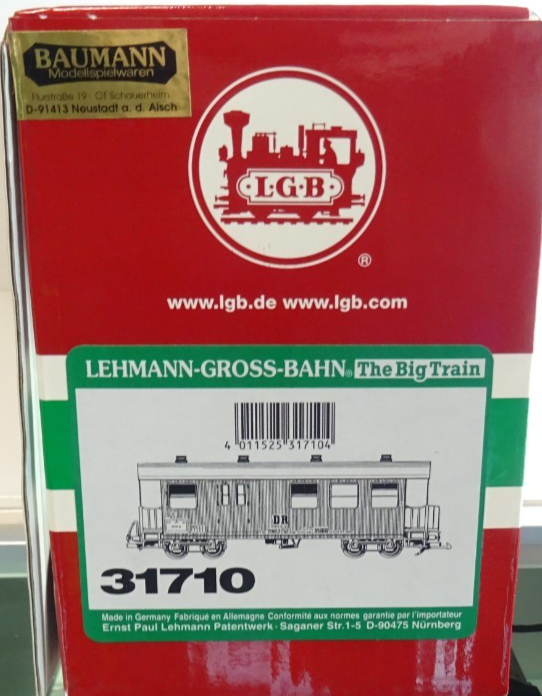 BAUMANN
Modellspielwaren
Flurstraße 19 · OT Schauerheim
D-91413 Neustadt a. d. Aisch
L·G·B
®
www.lgb.de www.lgb.com
LEHMANN-GROSS-BAHN® The Big Train
4 011525 317104
DR
31710
Made in Germany Fabriqué en Allemagne Conformité aux normes garantie par l'importateur
Ernst Paul Lehmann Patentwerk · Saganer Str.1-5 D-90475 Nürnberg